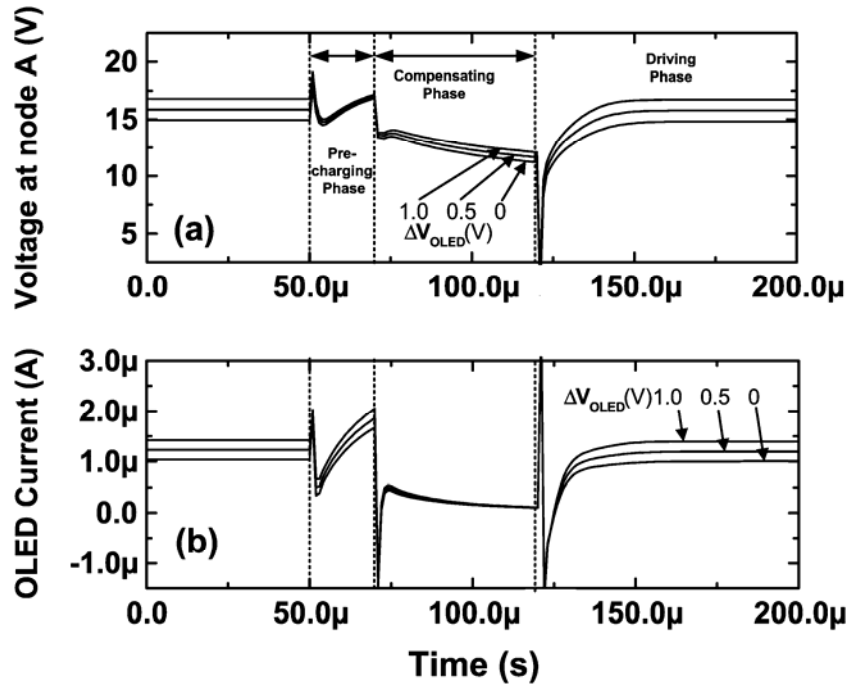 Voltage at node A (V)
20
15
10
5
Pre-
charging
Phase
Compensating
Phase
Driving
Phase
1.0 0.5 0
ΔVOLED(V)
(a)
0.0 50.0μ 100.0μ 150.0μ 200.0μ
OLED Current (A)
3.0μ
2.0μ
1.0μ
0.0
-1.0μ
ΔVOLED(V) 1.0 0.5 0
(b)
0.0 50.0μ 100.0μ 150.0μ 200.0μ
Time (s)